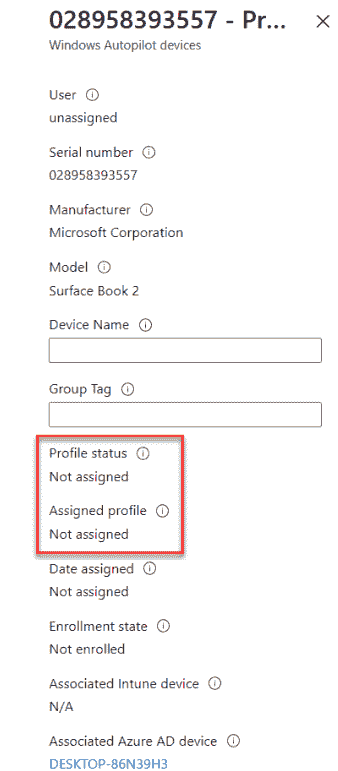 028958393557 - Pr...
Windows Autopilot devices
User
unassigned
Serial number
028958393557
Manufacturer
Microsoft Corporation
Model
Surface Book 2
Device Name
Group Tag
Profile status
Not assigned
Assigned profile
Not assigned
Date assigned
Not assigned
Enrollment state
Not enrolled
Associated Intune device
N/A
Associated Azure AD device
DESKTOP-86N39H3